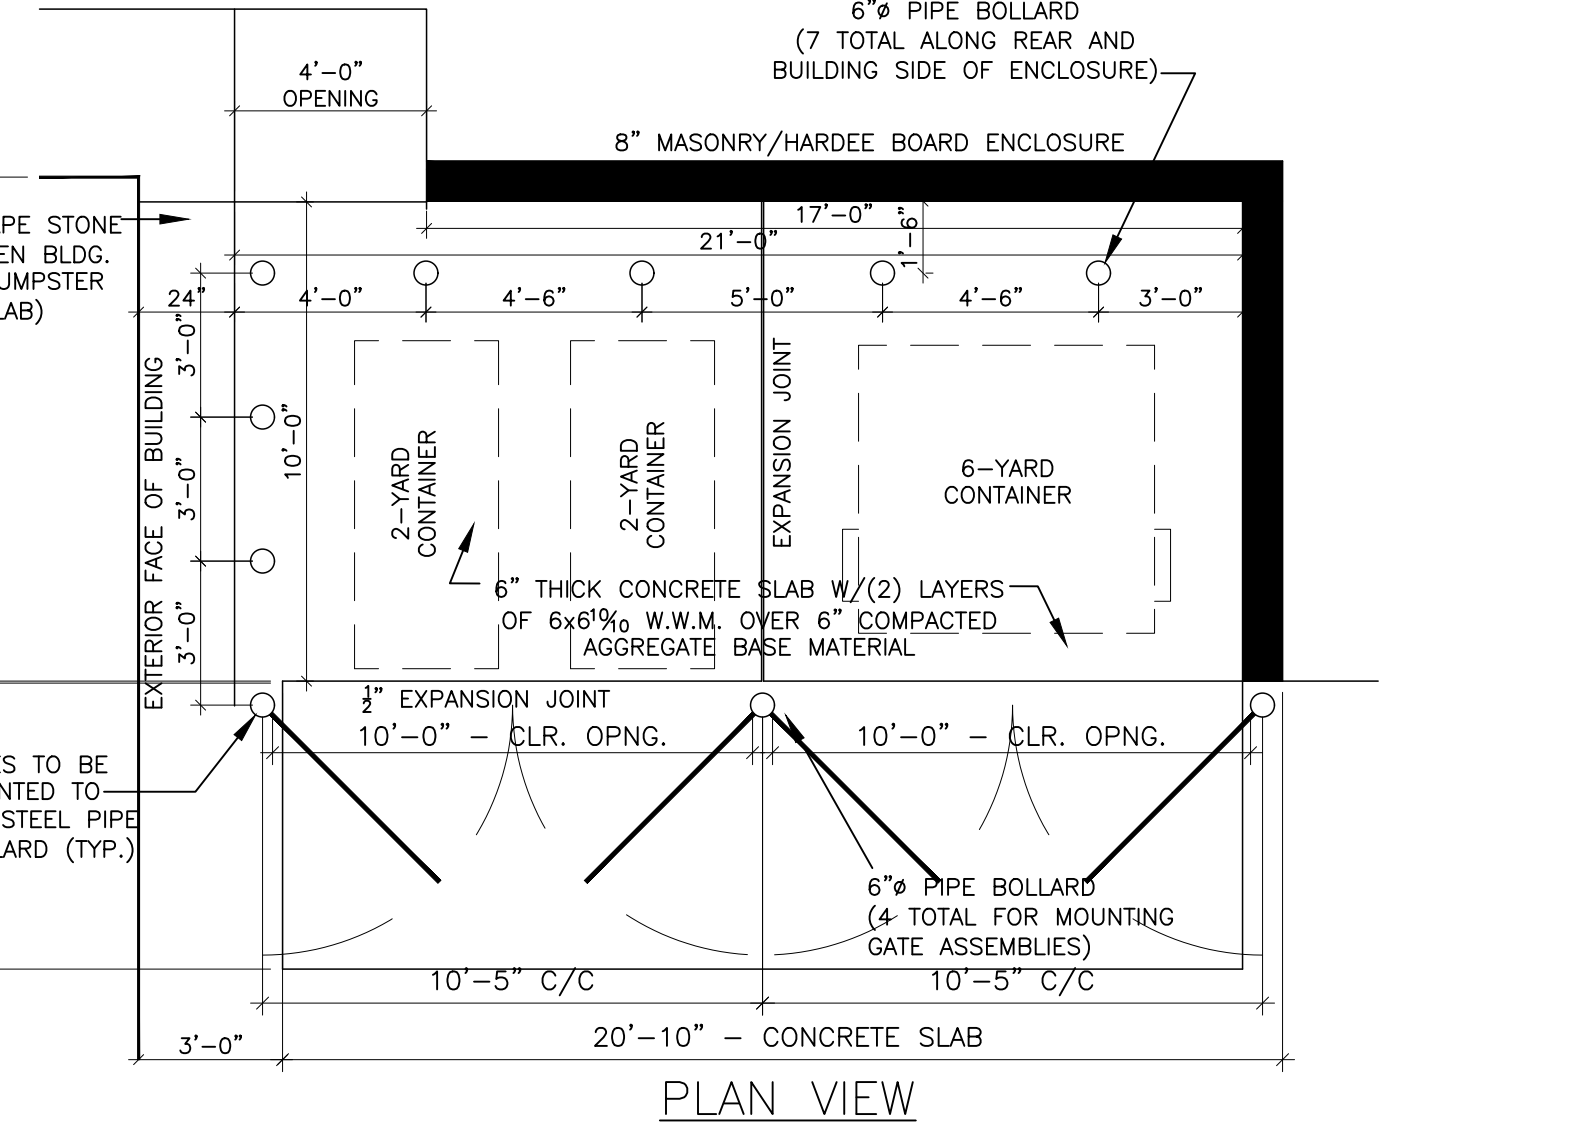 6"ø PIPE BOLLARD
(7 TOTAL ALONG REAR AND
BUILDING SIDE OF ENCLOSURE)
4'-0"
OPENING
8" MASONRY/HARDEE BOARD ENCLOSURE
PE STONE
EN BLDG.
UMPSTER
LAB)
17'-0"
21'-0"
1'-6"
24"
4'-0"
4'-6"
5'-0"
4'-6"
3'-0"
3'-0"
3'-0"
3'-0"
10'-0"
EXTERIOR FACE OF BUILDING
2-YARD
CONTAINER
2-YARD
CONTAINER
EXPANSION JOINT
6-YARD
CONTAINER
6" THICK CONCRETE SLAB W/(2) LAYERS
OF 6x6 10/10 W.W.M. OVER 6" COMPACTED
AGGREGATE BASE MATERIAL
½" EXPANSION JOINT
10'-0" - CLR. OPNG.
10'-0" - CLR. OPNG.
ES TO BE
NTED TO
STEEL PIPE
LARD (TYP.)
6"ø PIPE BOLLARD
(4 TOTAL FOR MOUNTING
GATE ASSEMBLIES)
10'-5" C/C
10'-5" C/C
3'-0"
20'-10" - CONCRETE SLAB
PLAN VIEW